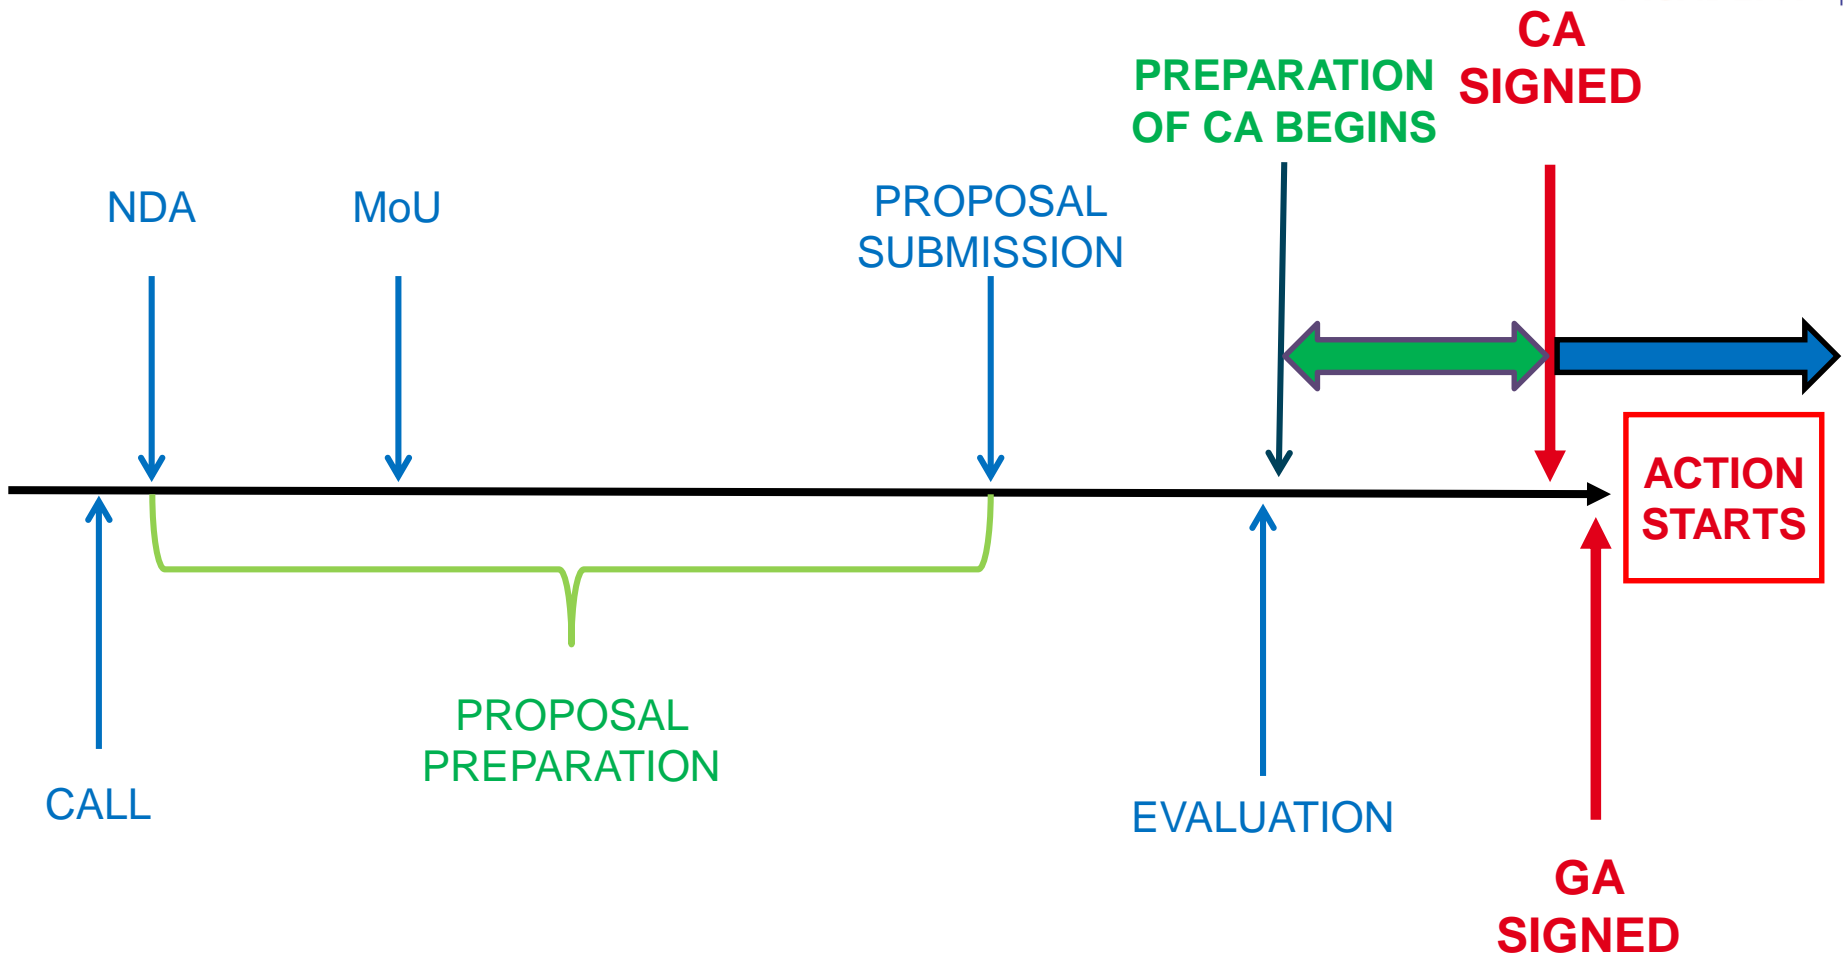 CA
SIGNED
PREPARATION
OF CA BEGINS
NDA
MoU
PROPOSAL
SUBMISSION
ACTION
STARTS
PROPOSAL
PREPARATION
CALL
EVALUATION
GA
SIGNED